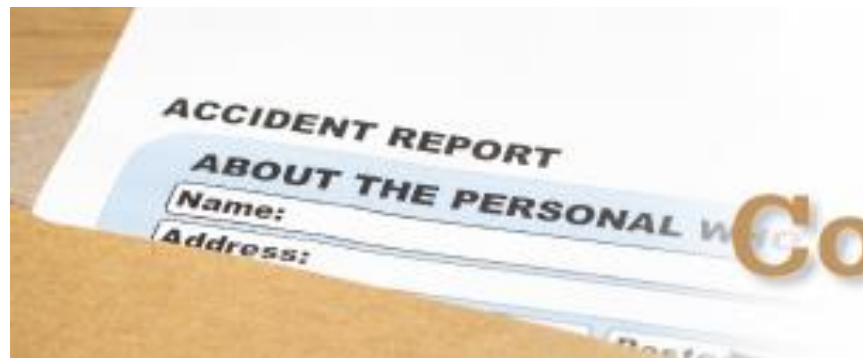 ACCIDENT REPORT
ABOUT THE PERSONAL
Co
Name:
Address: